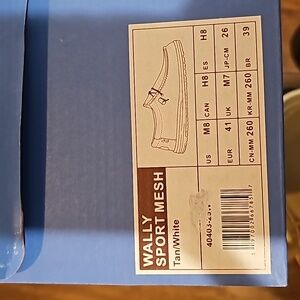 WALLY
SPORT MESH
Tan/White
US M8 CAN H8 ES H8
EUR 41 UK M7 JP-CM 26
CN-MM 260 KR-MM 260 BR 39